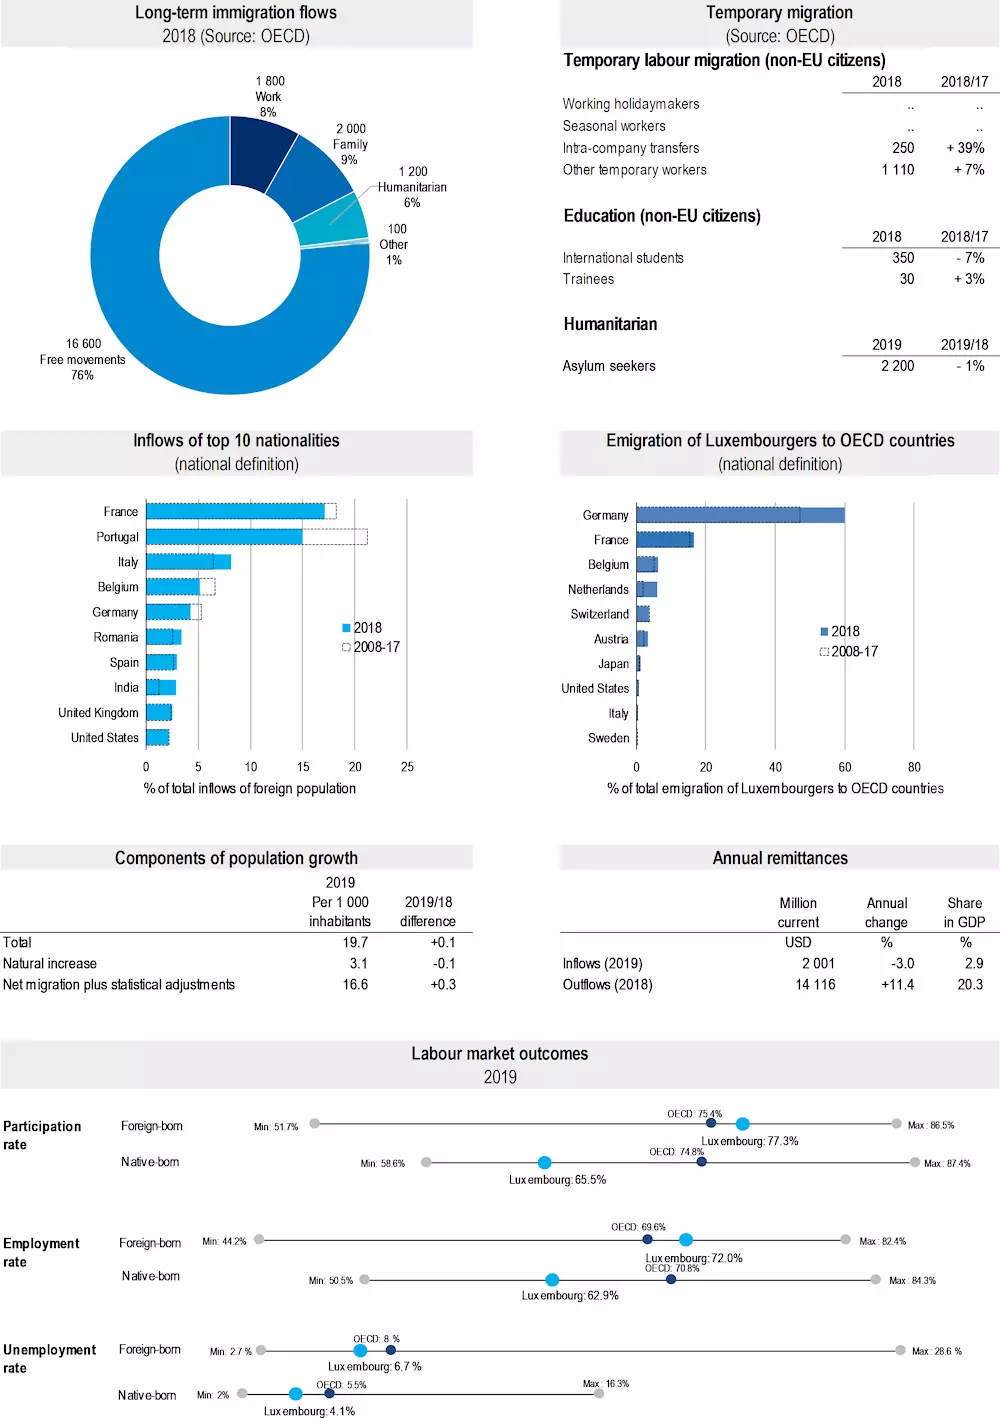 Long-term immigration flows
2018 (Source: OECD)
1 800
Work
8%
2 000
Family
9%
1 200
Humanitarian
6%
100
Other
1%
16 600
Free movements
76%
Temporary migration
(Source: OECD)
Temporary labour migration (non-EU citizens)
2018 2018/17
Working holidaymakers .. ..
Seasonal workers .. ..
Intra-company transfers 250 + 39%
Other temporary workers 1 110 + 7%
Education (non-EU citizens)
2018 2018/17
International students 350 - 7%
Trainees 30 + 3%
Humanitarian
2019 2019/18
Asylum seekers 2 200 - 1%
Inflows of top 10 nationalities
(national definition)
France
Portugal
Italy
Belgium
Germany
Romania
Spain
India
United Kingdom
United States
2018
2008-17
0 5 10 15 20 25
% of total inflows of foreign population
Emigration of Luxembourgers to OECD countries
(national definition)
Germany
France
Belgium
Netherlands
Switzerland
Austria
Japan
United States
Italy
Sweden
2018
2008-17
0 20 40 60 80
% of total emigration of Luxembourgers to OECD countries
Components of population growth
2019
Per 1 000 2019/18
inhabitants difference
Total 19.7 +0.1
Natural increase 3.1 -0.1
Net migration plus statistical adjustments 16.6 +0.3
Annual remittances
Million Annual Share
current change in GDP
USD % %
Inflows (2019) 2 001 -3.0 2.9
Outflows (2018) 14 116 +11.4 20.3
Labour market outcomes
2019
Participation
rate
Foreign-born
Min: 51.7%
OECD: 75.4%
Luxembourg: 77.3%
Max: 86.5%
Native-born
Min: 58.6%
OECD: 74.8%
Luxembourg: 65.5%
Max: 87.4%
Employment
rate
Foreign-born
Min: 44.2%
OECD: 69.6%
Luxembourg: 72.0%
Max: 82.4%
Native-born
Min: 50.5%
OECD: 70.8%
Luxembourg: 62.9%
Max: 84.3%
Unemployment
rate
Foreign-born
Min: 2.7 %
OECD: 8 %
Luxembourg: 6.7 %
Max: 28.6 %
Native-born
Min: 2%
OECD: 5.5%
Luxembourg: 4.1%
Max: 16.3%